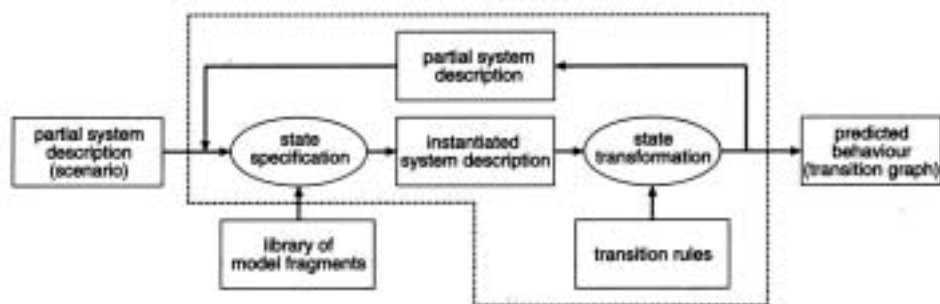 partial system
description
partial system
description
(scenario)
state
specification
instantiated
system description
state
transformation
predicted
behaviour
(transition graph)
library of
model fragments
transition rules